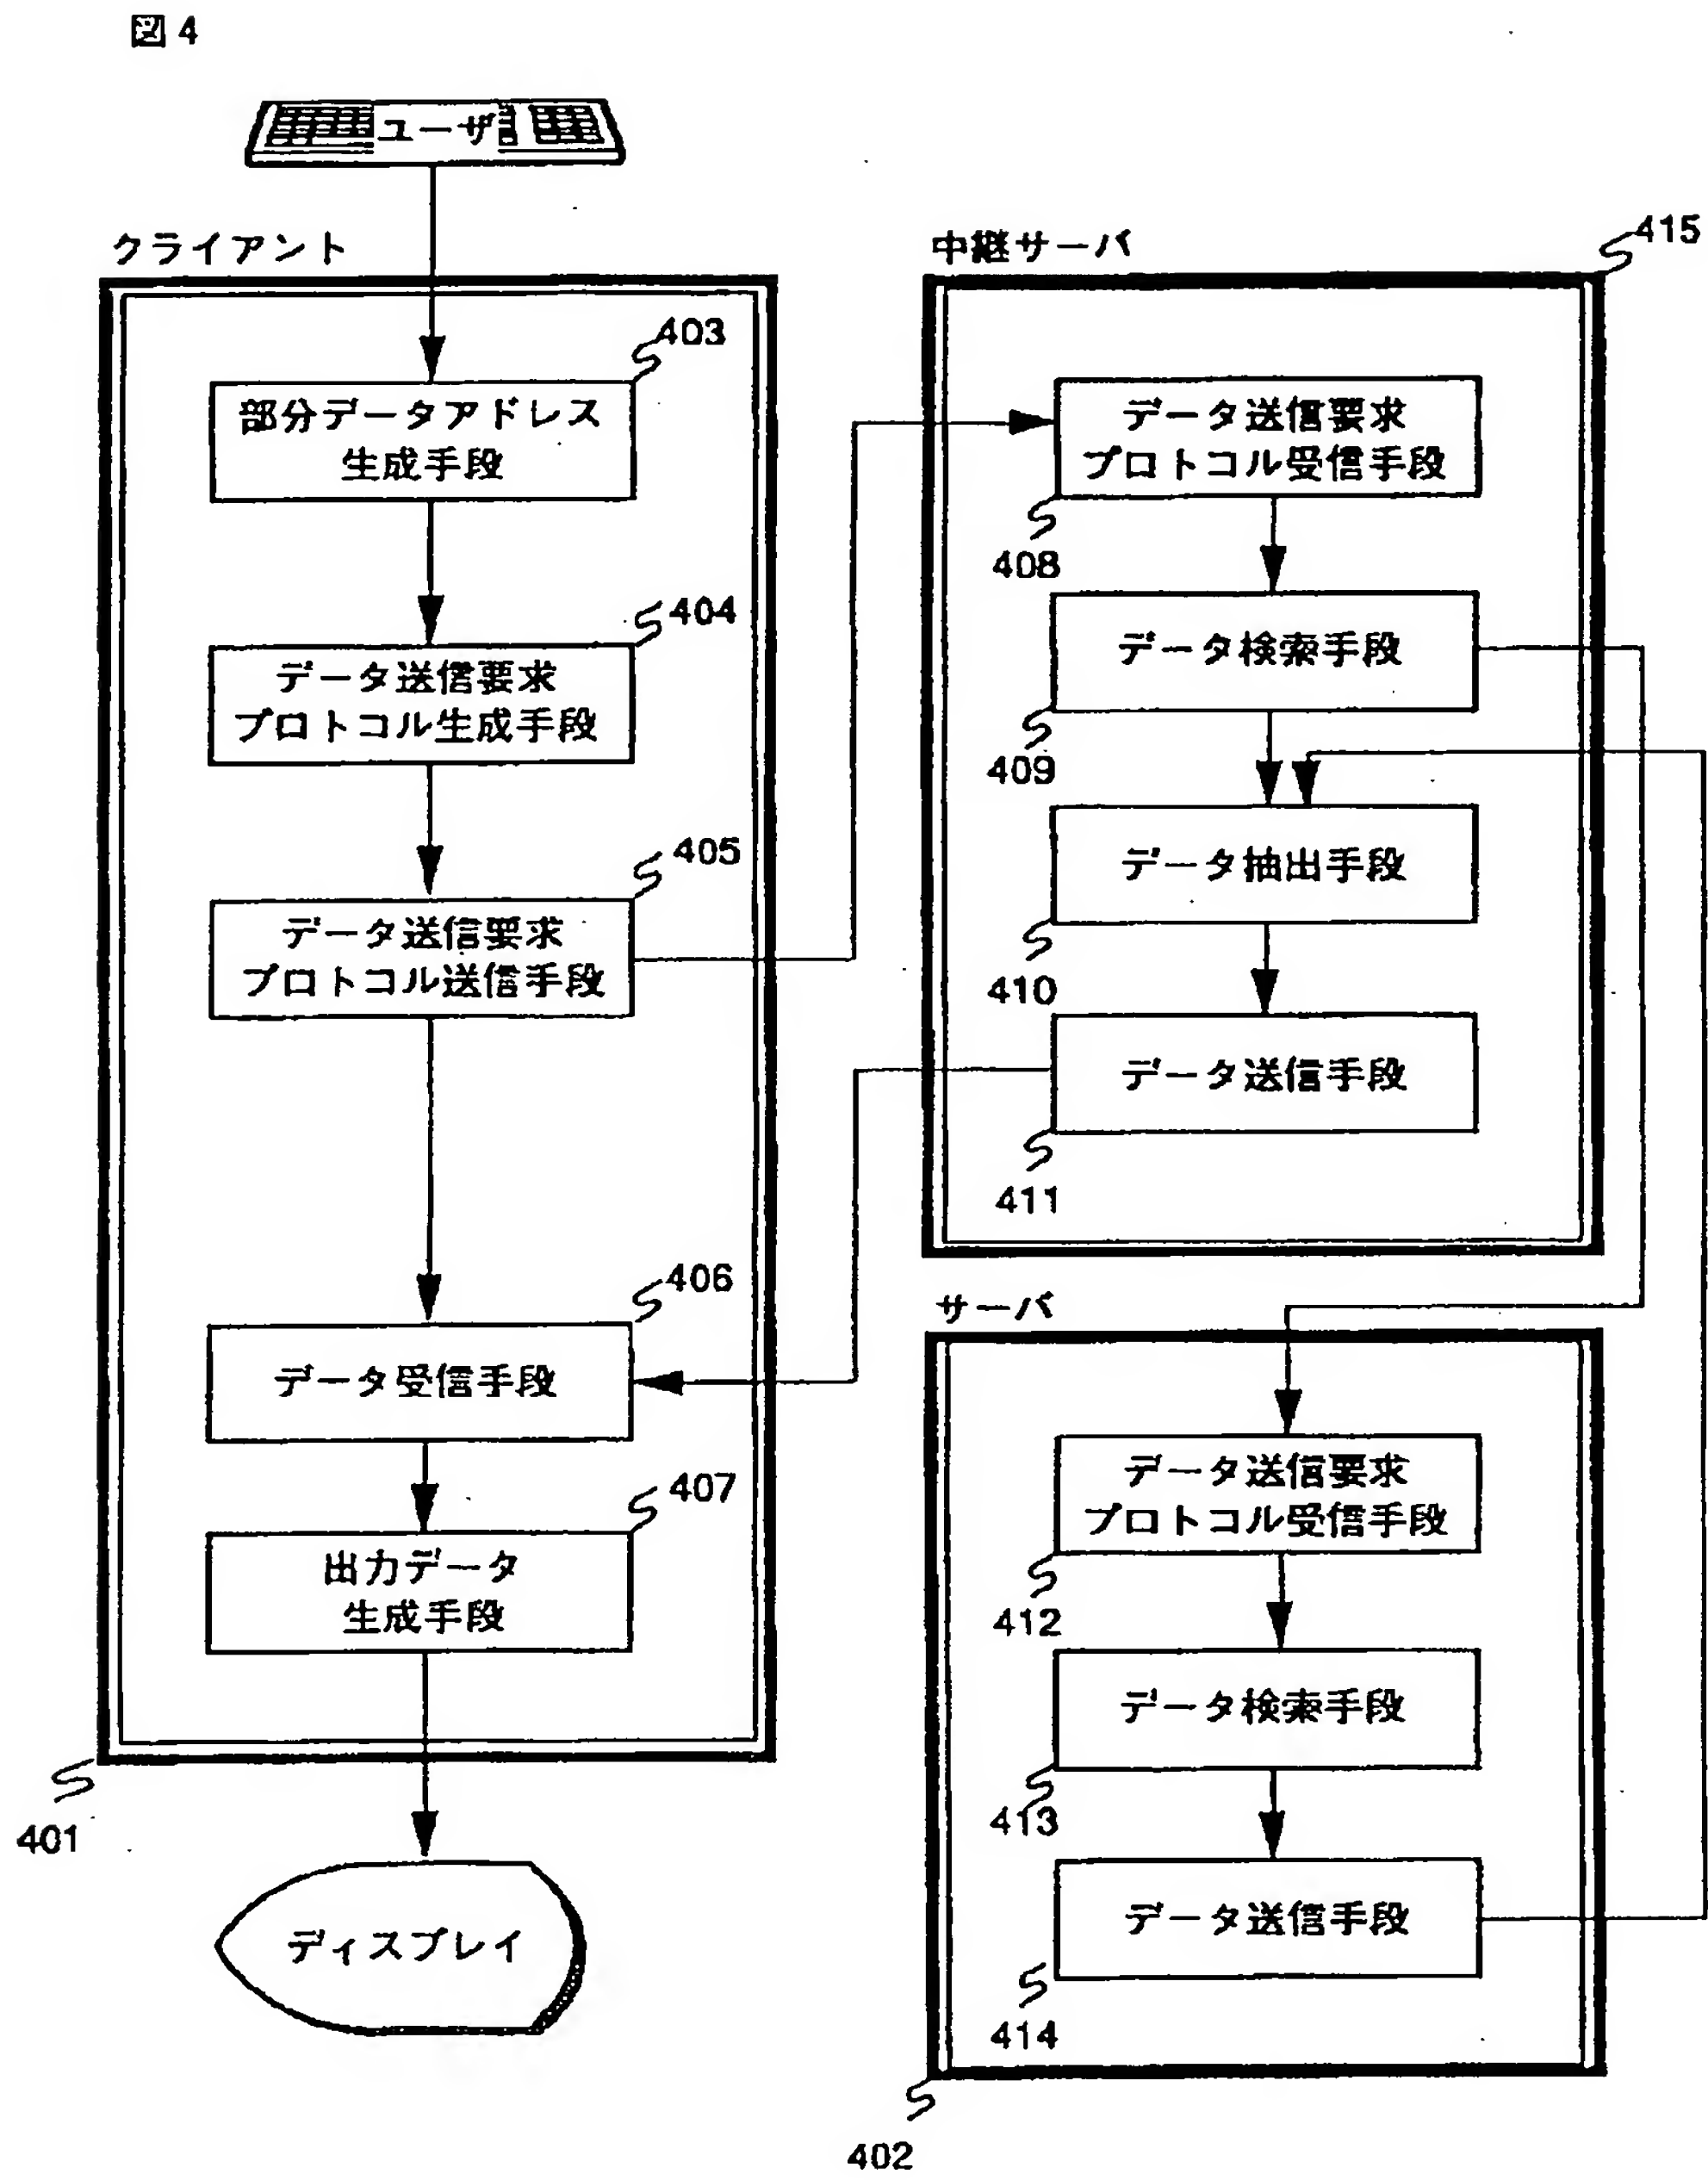 図4
ユーザ
クライアント
403
部分データアドレス
生成手段
404
データ送信要求
プロトコル生成手段
405
データ送信要求
プロトコル送信手段
406
データ受信手段
407
出力データ
生成手段
401
ディスプレイ
中継サーバ
415
データ送信要求
プロトコル受信手段
408
データ検索手段
409
データ抽出手段
410
データ送信手段
411
サーバ
データ送信要求
プロトコル受信手段
412
データ検索手段
413
データ送信手段
414
402